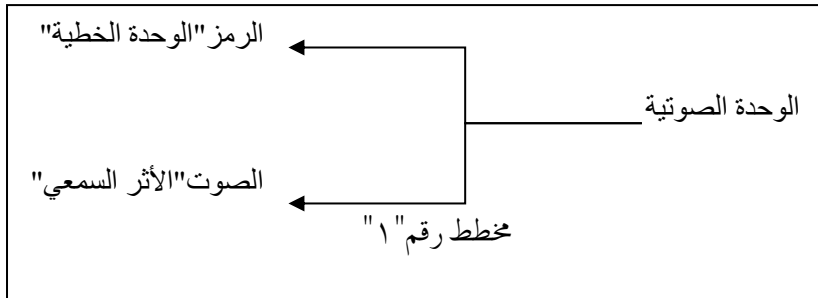 الرمز"الوحدة الخطية"
الوحدة الصوتية
الصوت"الأثر السمعي"
مخطط رقم"١"